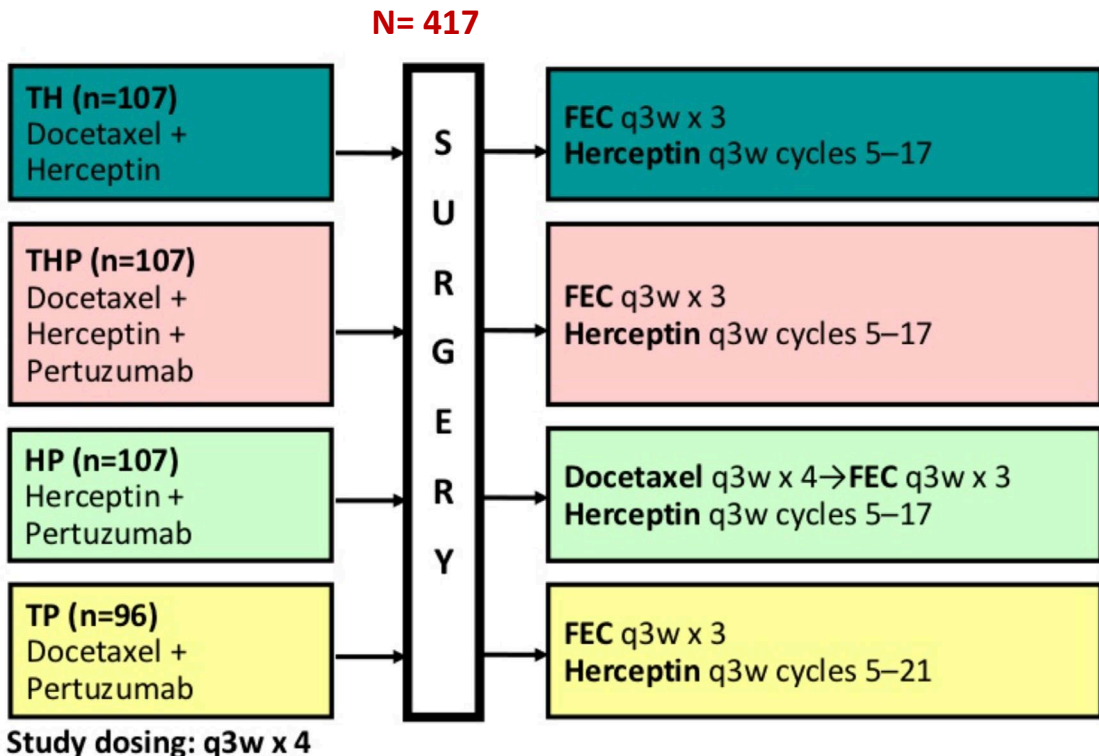 N= 417
TH (n=107)
Docetaxel +
Herceptin
THP (n=107)
Docetaxel +
Herceptin +
Pertuzumab
HP (n=107)
Herceptin +
Pertuzumab
TP (n=96)
Docetaxel +
Pertuzumab
Study dosing: q3w x 4
S
U
R
G
E
R
Y
FEC q3w x 3
Herceptin q3w cycles 5–17
FEC q3w x 3
Herceptin q3w cycles 5–17
Docetaxel q3w x 4→FEC q3w x 3
Herceptin q3w cycles 5–17
FEC q3w x 3
Herceptin q3w cycles 5–21